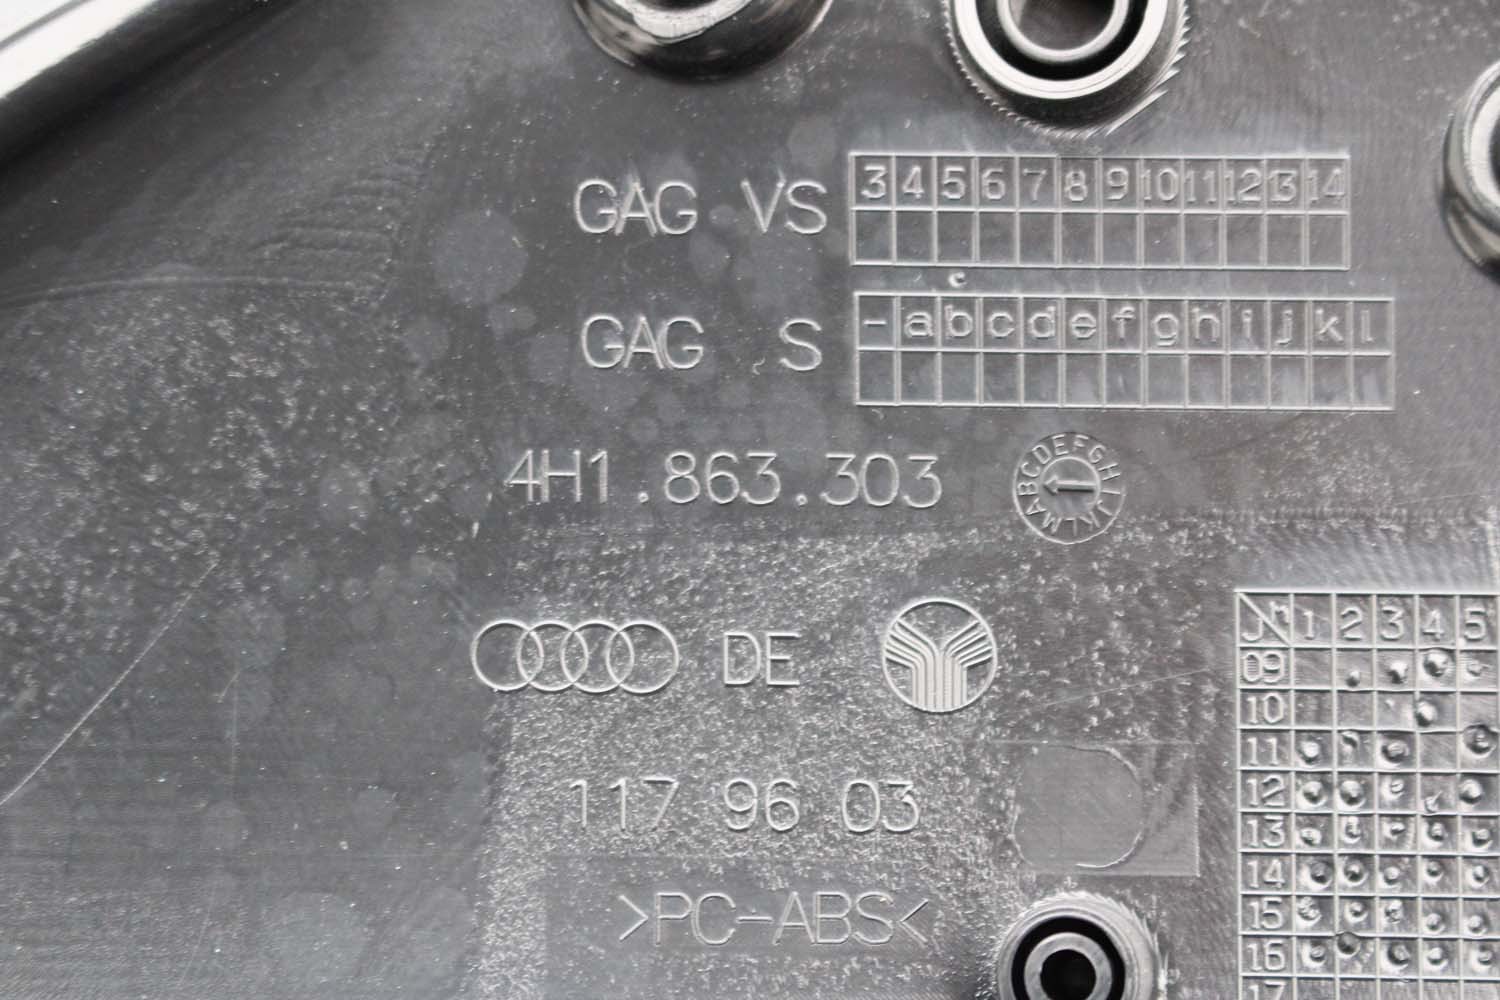 GAG VS 3 4 5 6 7 8 9 10 11 12 13 14
GAG S - a b c d e f g h i j k l
4H1.863.303
A B C D E F G H I J K L M
DE
117 96 03
>PC-ABS<
J M 1 2 3 4 5
09
10
11
12
13
14
15
16
17